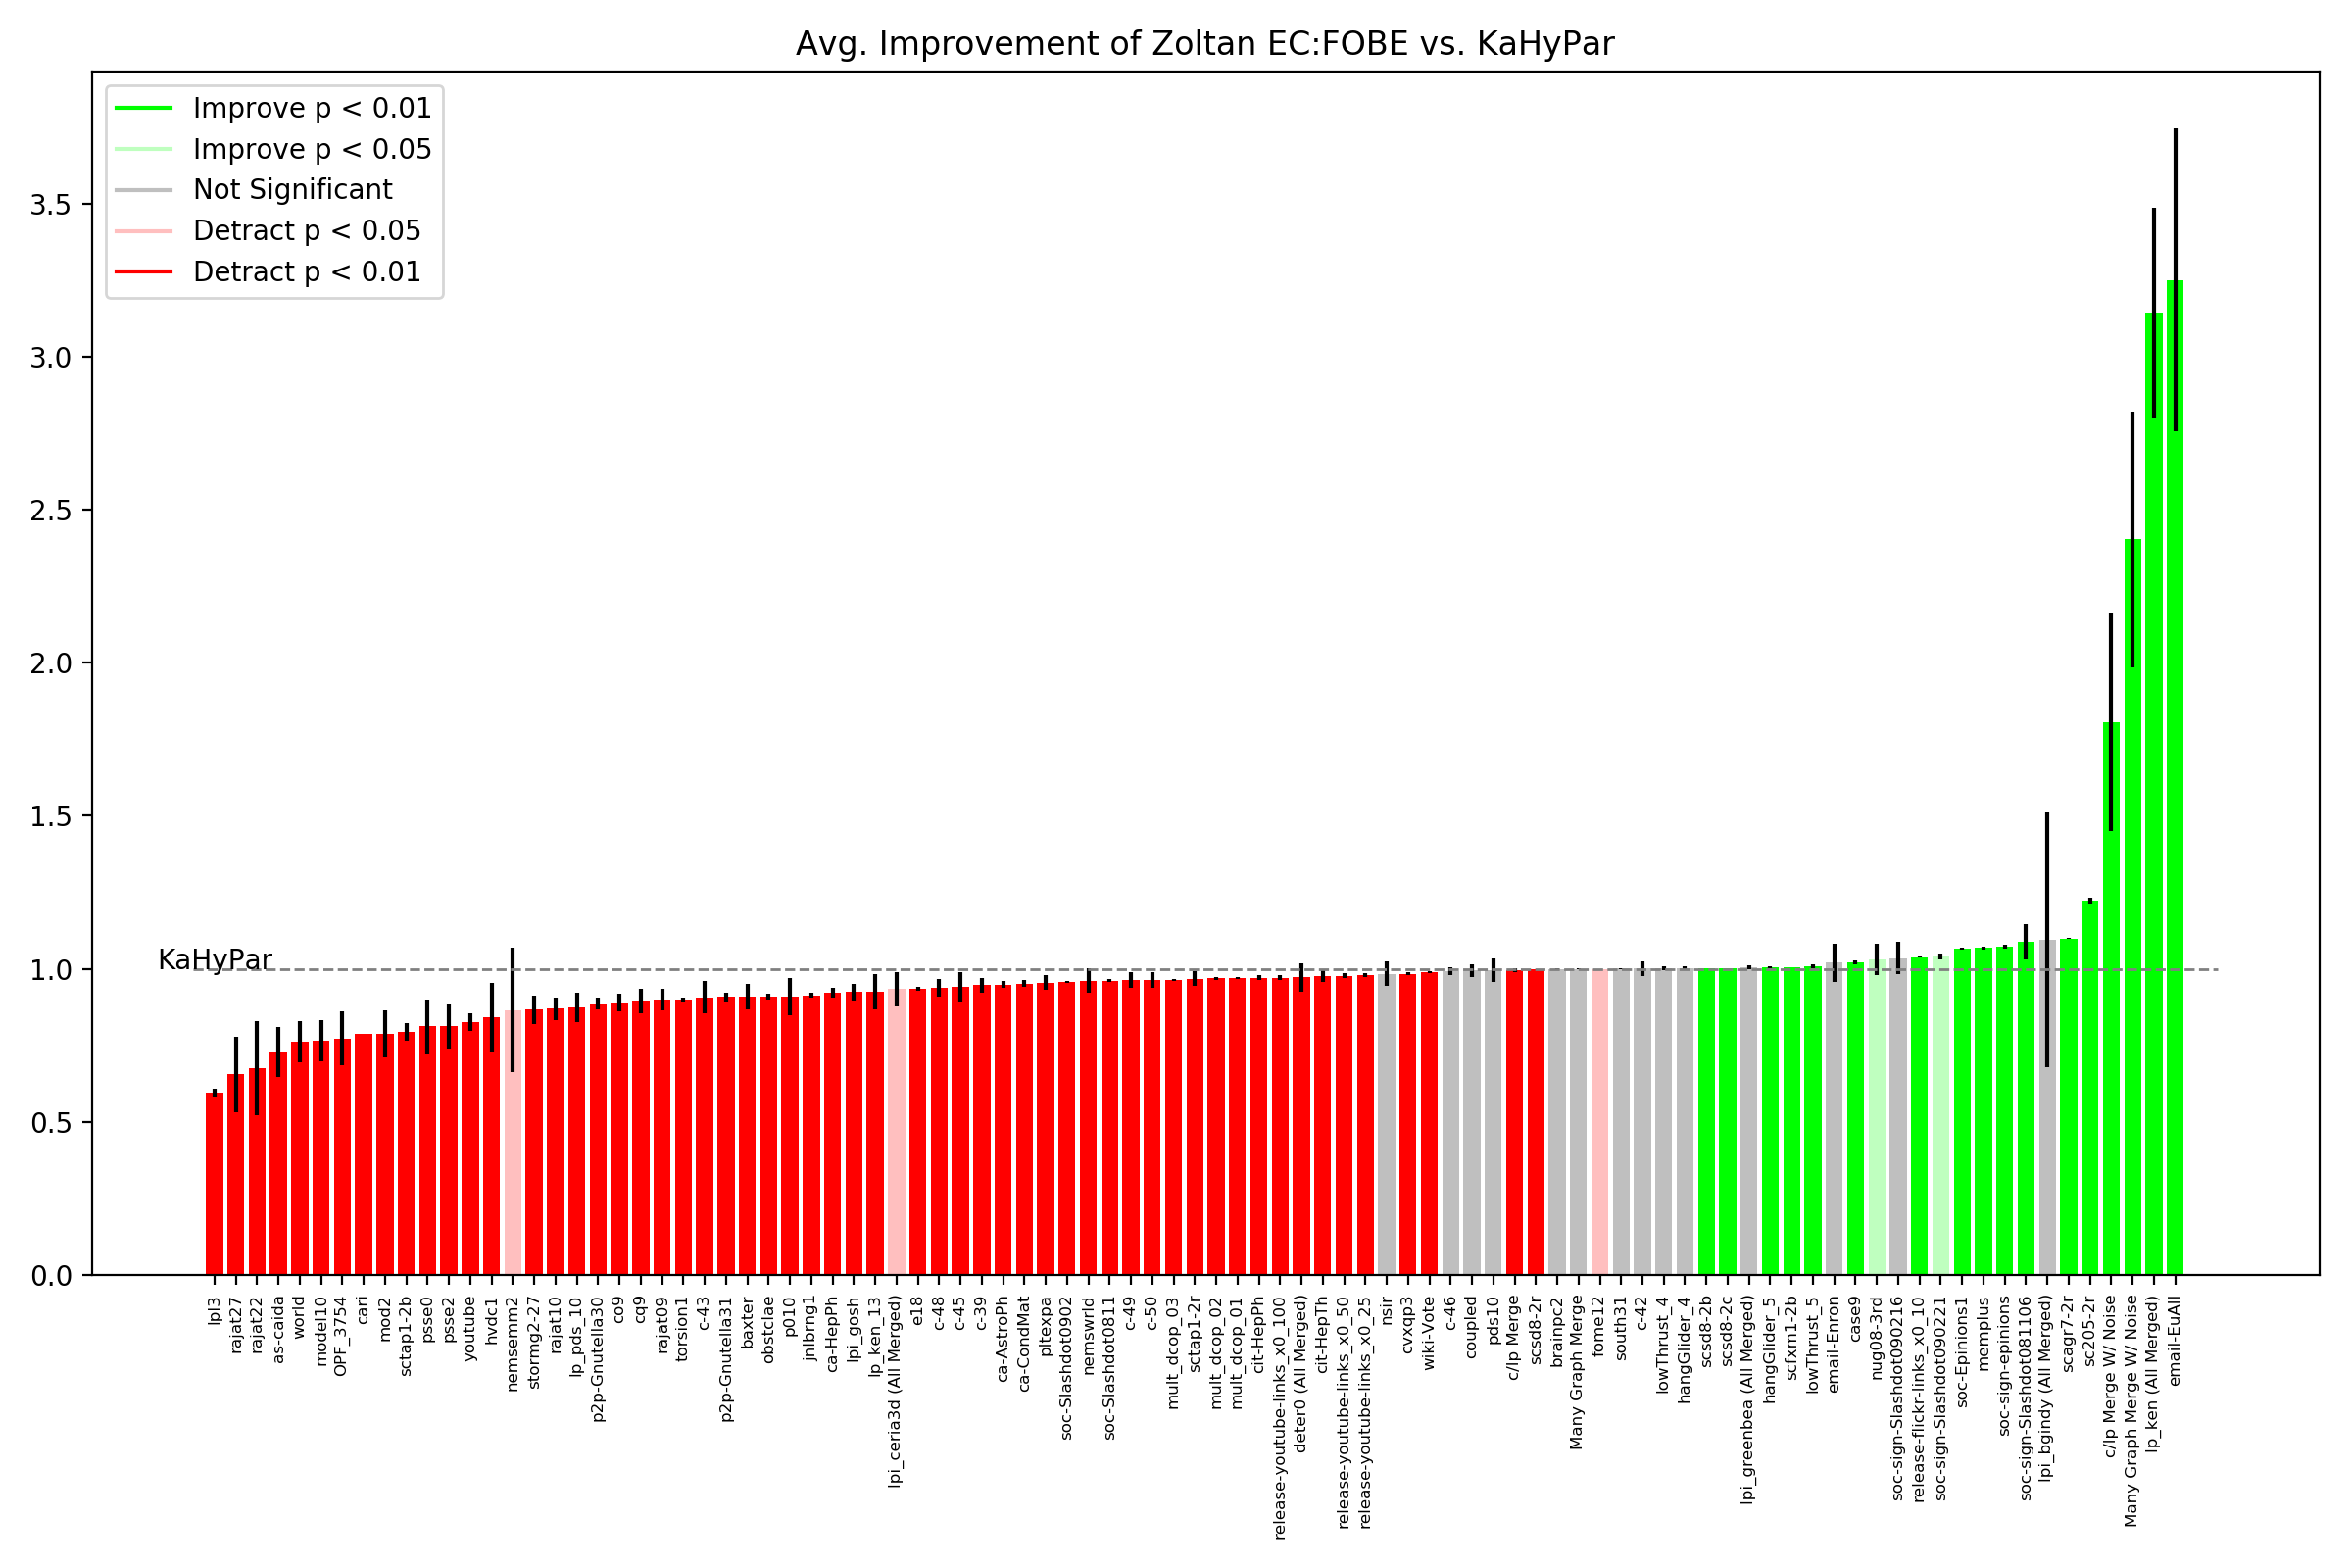 Avg. Improvement of Zoltan EC:FOBE vs. KaHyPar
Improve p < 0.01
Improve p < 0.05
Not Significant
Detract p < 0.05
Detract p < 0.01
3.5
3.0
2.5
2.0
1.5
1.0
0.5
0.0
KaHyPar
lpl3
rajat27
rajat22
as-caida
world
model10
OPF_3754
cari
mod2
sctap1-2b
psse0
psse2
youtube
hvdc1
nemsemm2
stormg2-27
rajat10
lp_pds_10
p2p-Gnutella30
co9
cq9
rajat09
torsion1
c-43
p2p-Gnutella31
baxter
obstclae
p010
jnlbrng1
ca-HepPh
lpi_gosh
lp_ken_13
lpi_ceria3d (All Merged)
e18
c-48
c-45
c-39
ca-AstroPh
ca-CondMat
pltexpa
soc-Slashdot0902
nemswrld
soc-Slashdot0811
c-49
c-50
mult_dcop_03
sctap1-2r
mult_dcop_02
mult_dcop_01
cit-HepPh
release-youtube-links_x0_100
deter0 (All Merged)
cit-HepTh
release-youtube-links_x0_50
release-youtube-links_x0_25
nsir
cvxqp3
wiki-Vote
c-46
coupled
pds10
c/lp Merge
scsd8-2r
brainpc2
Many Graph Merge
fome12
south31
c-42
lowThrust_4
hangGlider_4
scsd8-2b
scsd8-2c
lpi_greenbea (All Merged)
hangGlider_5
scfxm1-2b
lowThrust_5
email-Enron
case9
nug08-3rd
soc-sign-Slashdot090216
release-flickr-links_x0_10
soc-sign-Slashdot090221
soc-Epinions1
memplus
soc-sign-epinions
soc-sign-Slashdot081106
lpi_bgindy (All Merged)
scagr7-2r
sc205-2r
c/lp Merge W/ Noise
Many Graph Merge W/ Noise
lp_ken (All Merged)
email-EuAll